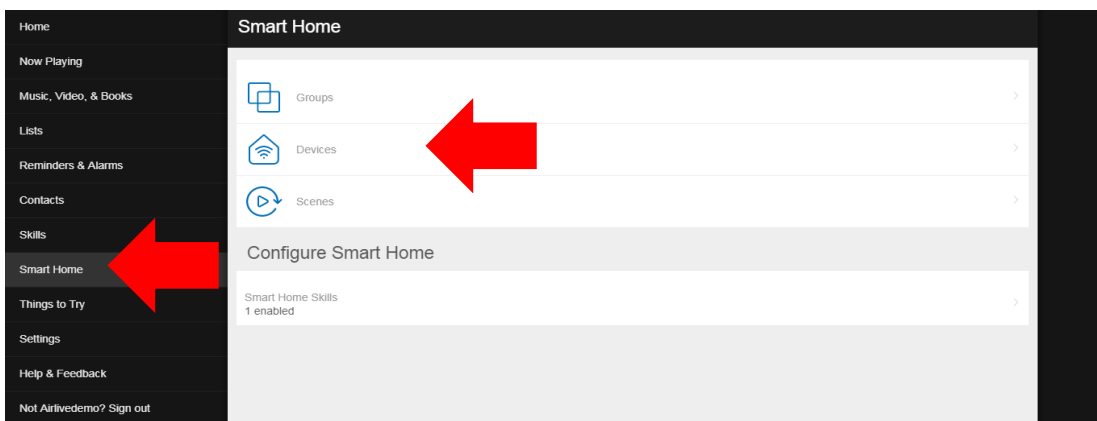 Home
Now Playing
Music, Video, & Books
Lists
Reminders & Alarms
Contacts
Skills
Smart Home
Things to Try
Settings
Help & Feedback
Not Airlivedemo? Sign out
Smart Home
Groups
Devices
Scenes
Configure Smart Home
Smart Home Skills
1 enabled